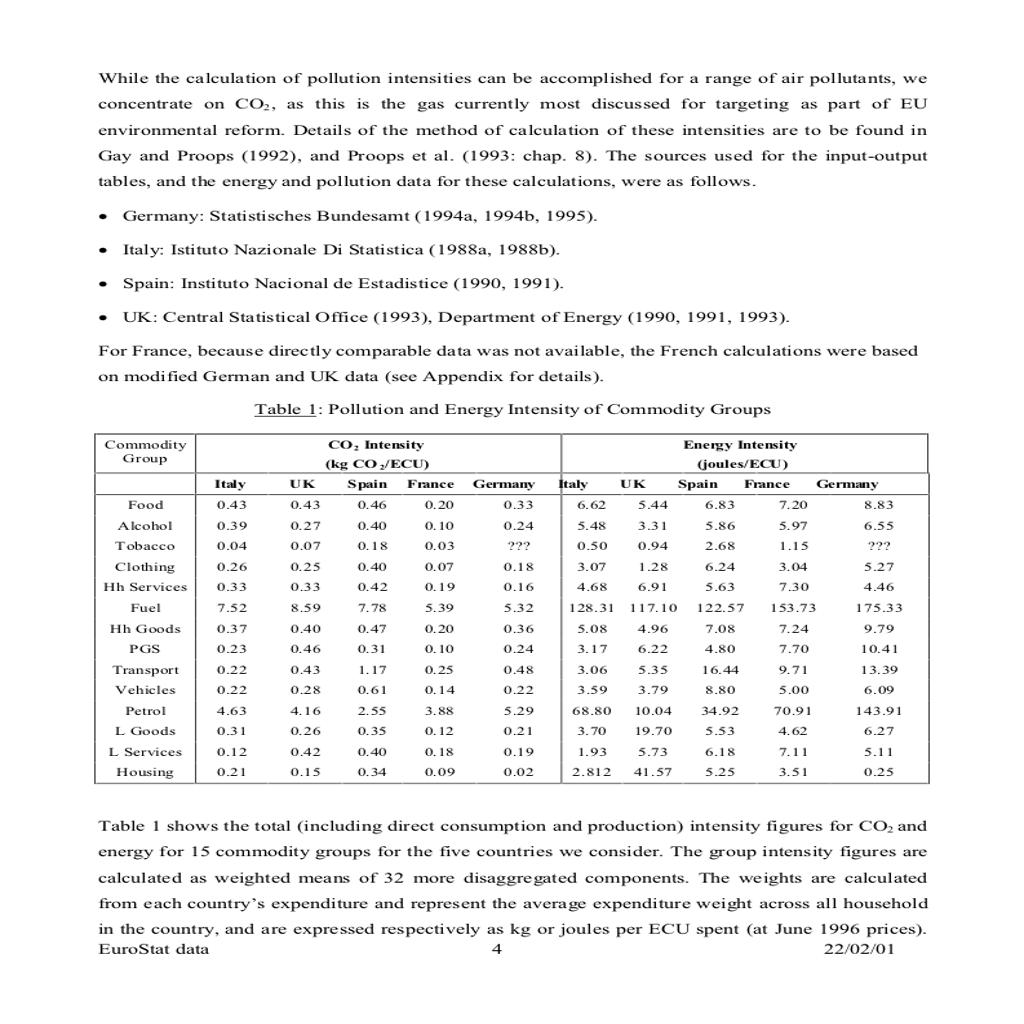 While the calculation of pollution intensities can be accomplished for a range of air pollutants, we
concentrate on CO₂, as this is the gas currently most discussed for targeting as part of EU
environmental reform. Details of the method of calculation of these intensities are to be found in
Gay and Proops (1992), and Proops et al. (1993: chap. 8). The sources used for the input-output
tables, and the energy and pollution data for these calculations, were as follows.
• Germany: Statistisches Bundesamt (1994a, 1994b, 1995).
• Italy: Istituto Nazionale Di Statistica (1988a, 1988b).
• Spain: Instituto Nacional de Estadistice (1990, 1991).
• UK: Central Statistical Office (1993), Department of Energy (1990, 1991, 1993).
For France, because directly comparable data was not available, the French calculations were based
on modified German and UK data (see Appendix for details).
Table 1: Pollution and Energy Intensity of Commodity Groups
Commodity Group CO₂ Intensity (kg CO₂/ECU) Energy Intensity (joules/ECU)
Italy UK Spain France Germany Italy UK Spain France Germany
Food 0.43 0.43 0.46 0.20 0.33 6.62 5.44 6.83 7.20 8.83
Alcohol 0.39 0.27 0.40 0.10 0.24 5.48 3.31 5.86 5.97 6.55
Tobacco 0.04 0.07 0.18 0.03 ??? 0.50 0.94 2.68 1.15 ???
Clothing 0.26 0.25 0.40 0.07 0.18 3.07 1.28 6.24 3.04 5.27
Hh Services 0.33 0.33 0.42 0.19 0.16 4.68 6.91 5.63 7.30 4.46
Fuel 7.52 8.59 7.78 5.39 5.32 128.31 117.10 122.57 153.73 175.33
Hh Goods 0.37 0.40 0.47 0.20 0.36 5.08 4.96 7.08 7.24 9.79
PGS 0.23 0.46 0.31 0.10 0.24 3.17 6.22 4.80 7.70 10.41
Transport 0.22 0.43 1.17 0.25 0.48 3.06 5.35 16.44 9.71 13.39
Vehicles 0.22 0.28 0.61 0.14 0.22 3.59 3.79 8.80 5.00 6.09
Petrol 4.63 4.16 2.55 3.88 5.29 68.80 10.04 34.92 70.91 143.91
L Goods 0.31 0.26 0.35 0.12 0.21 3.70 19.70 5.53 4.62 6.27
L Services 0.12 0.42 0.40 0.18 0.19 1.93 5.73 6.18 7.11 5.11
Housing 0.21 0.15 0.34 0.09 0.02 2.812 41.57 5.25 3.51 0.25
Table 1 shows the total (including direct consumption and production) intensity figures for CO₂ and
energy for 15 commodity groups for the five countries we consider. The group intensity figures are
calculated as weighted means of 32 more disaggregated components. The weights are calculated
from each country's expenditure and represent the average expenditure weight across all household
in the country, and are expressed respectively as kg or joules per ECU spent (at June 1996 prices).
EuroStat data 4 22/02/01